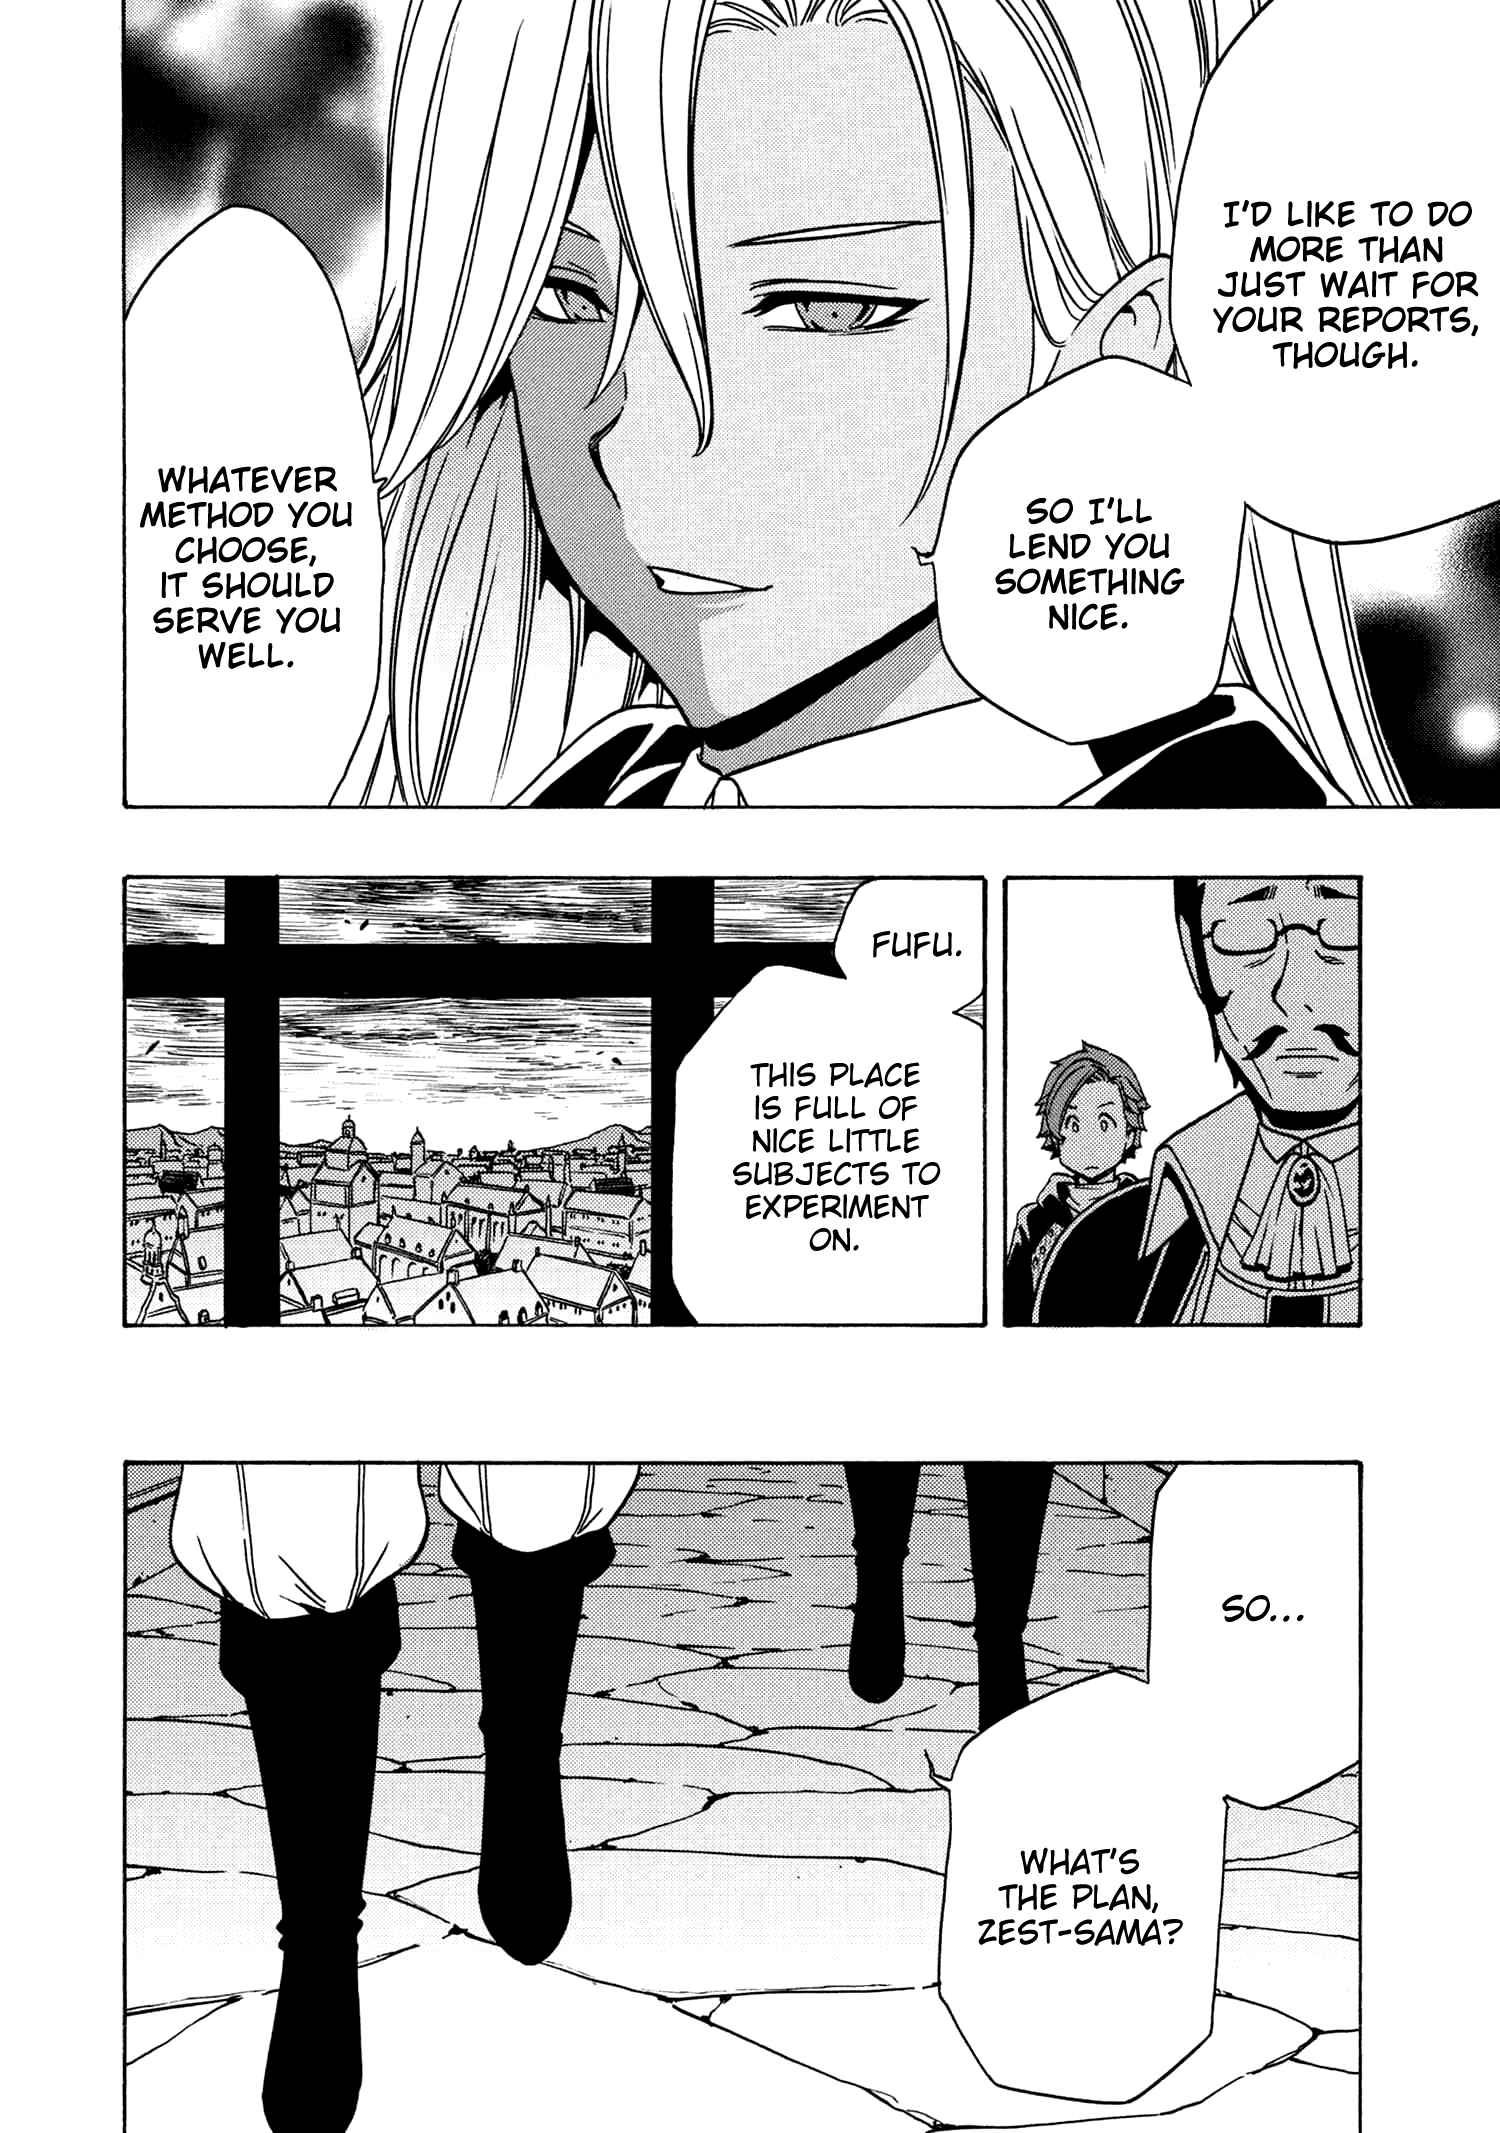 I'D LIKE TO DO
MORE THAN
JUST WAIT FOR
YOUR REPORTS,
THOUGH.
SO I'LL
LEND YOU
SOMETHING
NICE.
WHATEVER
METHOD YOU
CHOOSE,
IT SHOULD
SERVE YOU
WELL.
FUFU.
THIS PLACE
IS FULL OF
NICE LITTLE
SUBJECTS TO
EXPERIMENT
ON.
SO...
WHAT'S
THE PLAN,
ZEST-SAMA?